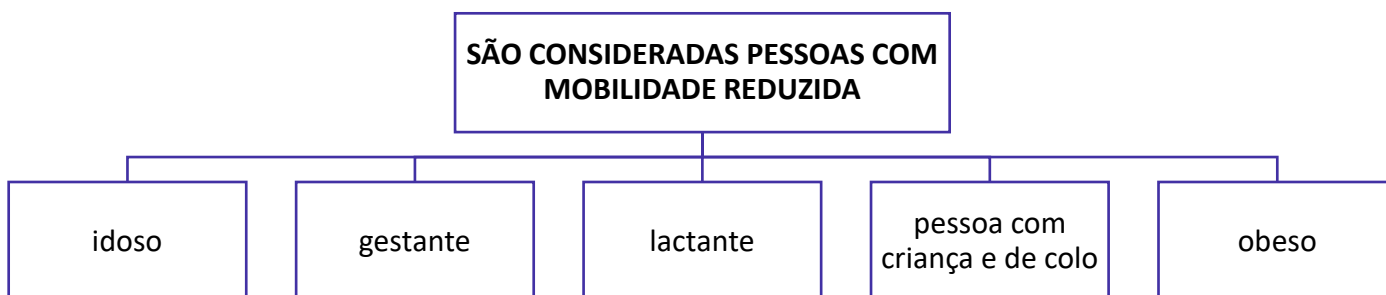 SÃO CONSIDERADAS PESSOAS COM
MOBILIDADE REDUZIDA
idoso
gestante
lactante
pessoa com
criança e de colo
obeso